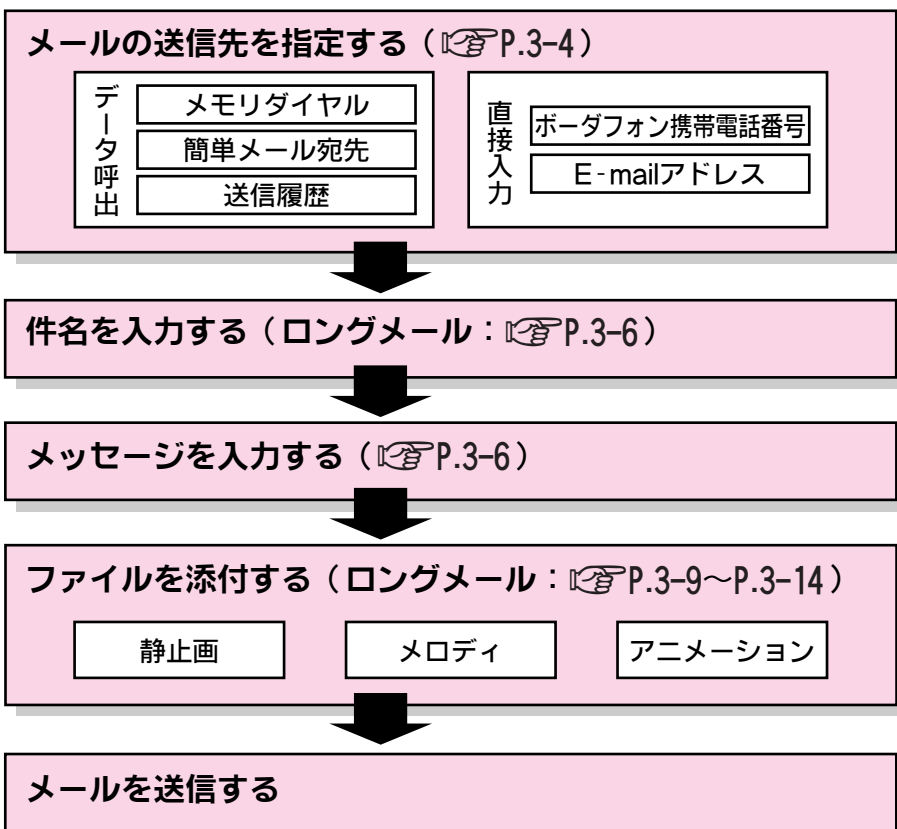 メールの送信先を指定する（☞P.3-4）
データ呼出
メモリダイヤル
簡単メール宛先
送信履歴
直接入力
ボーダフォン携帯電話番号
E-mailアドレス
件名を入力する（ロングメール：☞P.3-6）
メッセージを入力する（☞P.3-6）
ファイルを添付する（ロングメール：☞P.3-9～P.3-14）
静止画
メロディ
アニメーション
メールを送信する